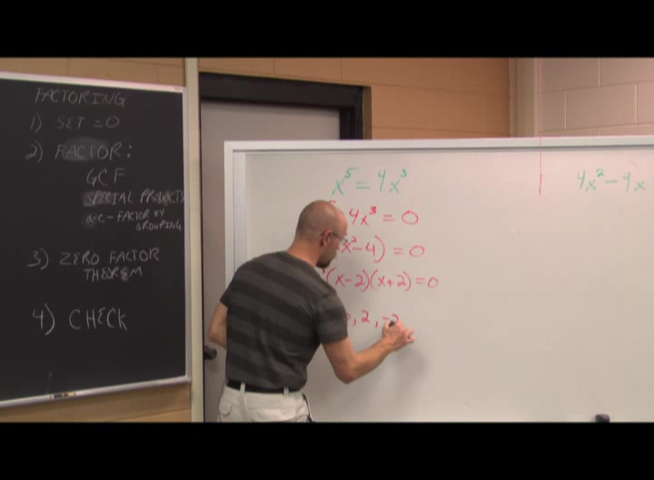 FACTORING
1) SET = 0
2) FACTOR:
GCF
SPECIAL PRODUCTS
a·c-FACTOR BY
GROUPING
3) ZERO FACTOR
THEOREM
4) CHECK
x⁵ = 4x³
4x³ = 0
x² - 4) = 0
(x-2)(x+2) = 0
, 2, -2
4x² - 4x